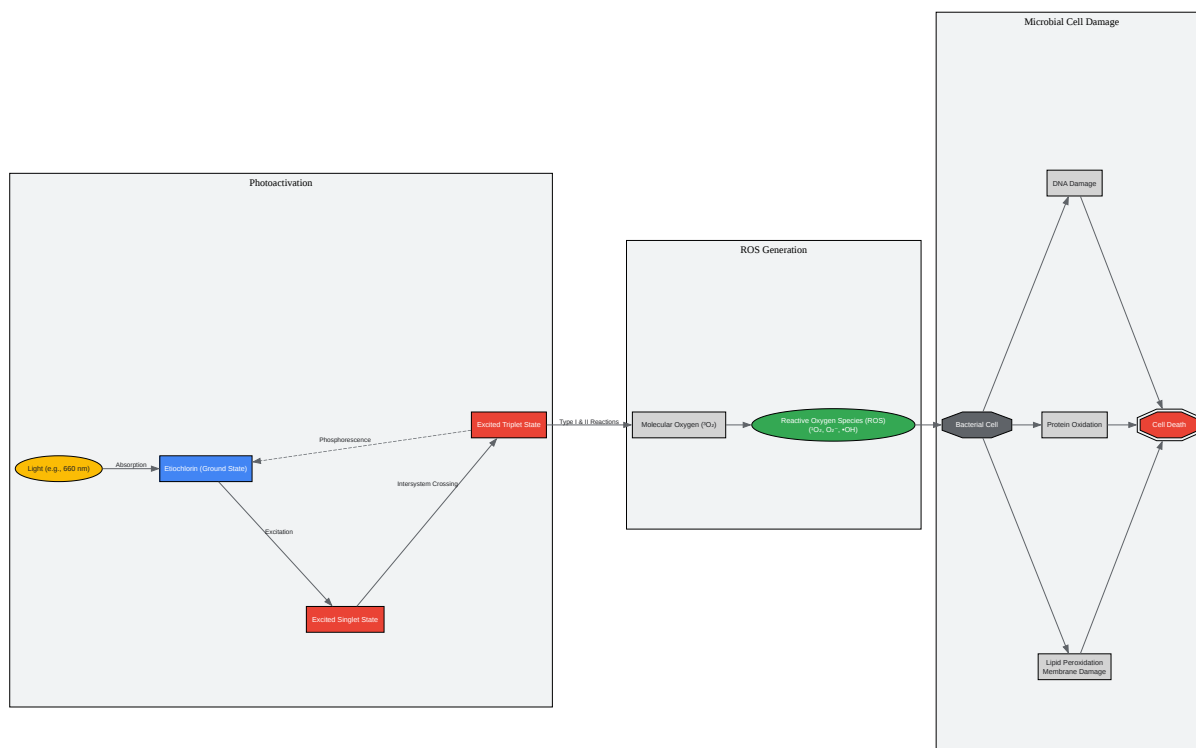 Microbial Cell Damage
Photoactivation
DNA Damage
ROS Generation
Excited Triplet State
Type I & II Reactions
Molecular Oxygen (³O₂)
Reactive Oxygen Species (ROS)
(¹O₂, O₂⁻, •OH)
Bacterial Cell
Protein Oxidation
Cell Death
Phosphorescence
Light (e.g., 660 nm)
Absorption
Etiochlorin (Ground State)
Intersystem Crossing
Excitation
Excited Singlet State
Lipid Peroxidation
Membrane Damage